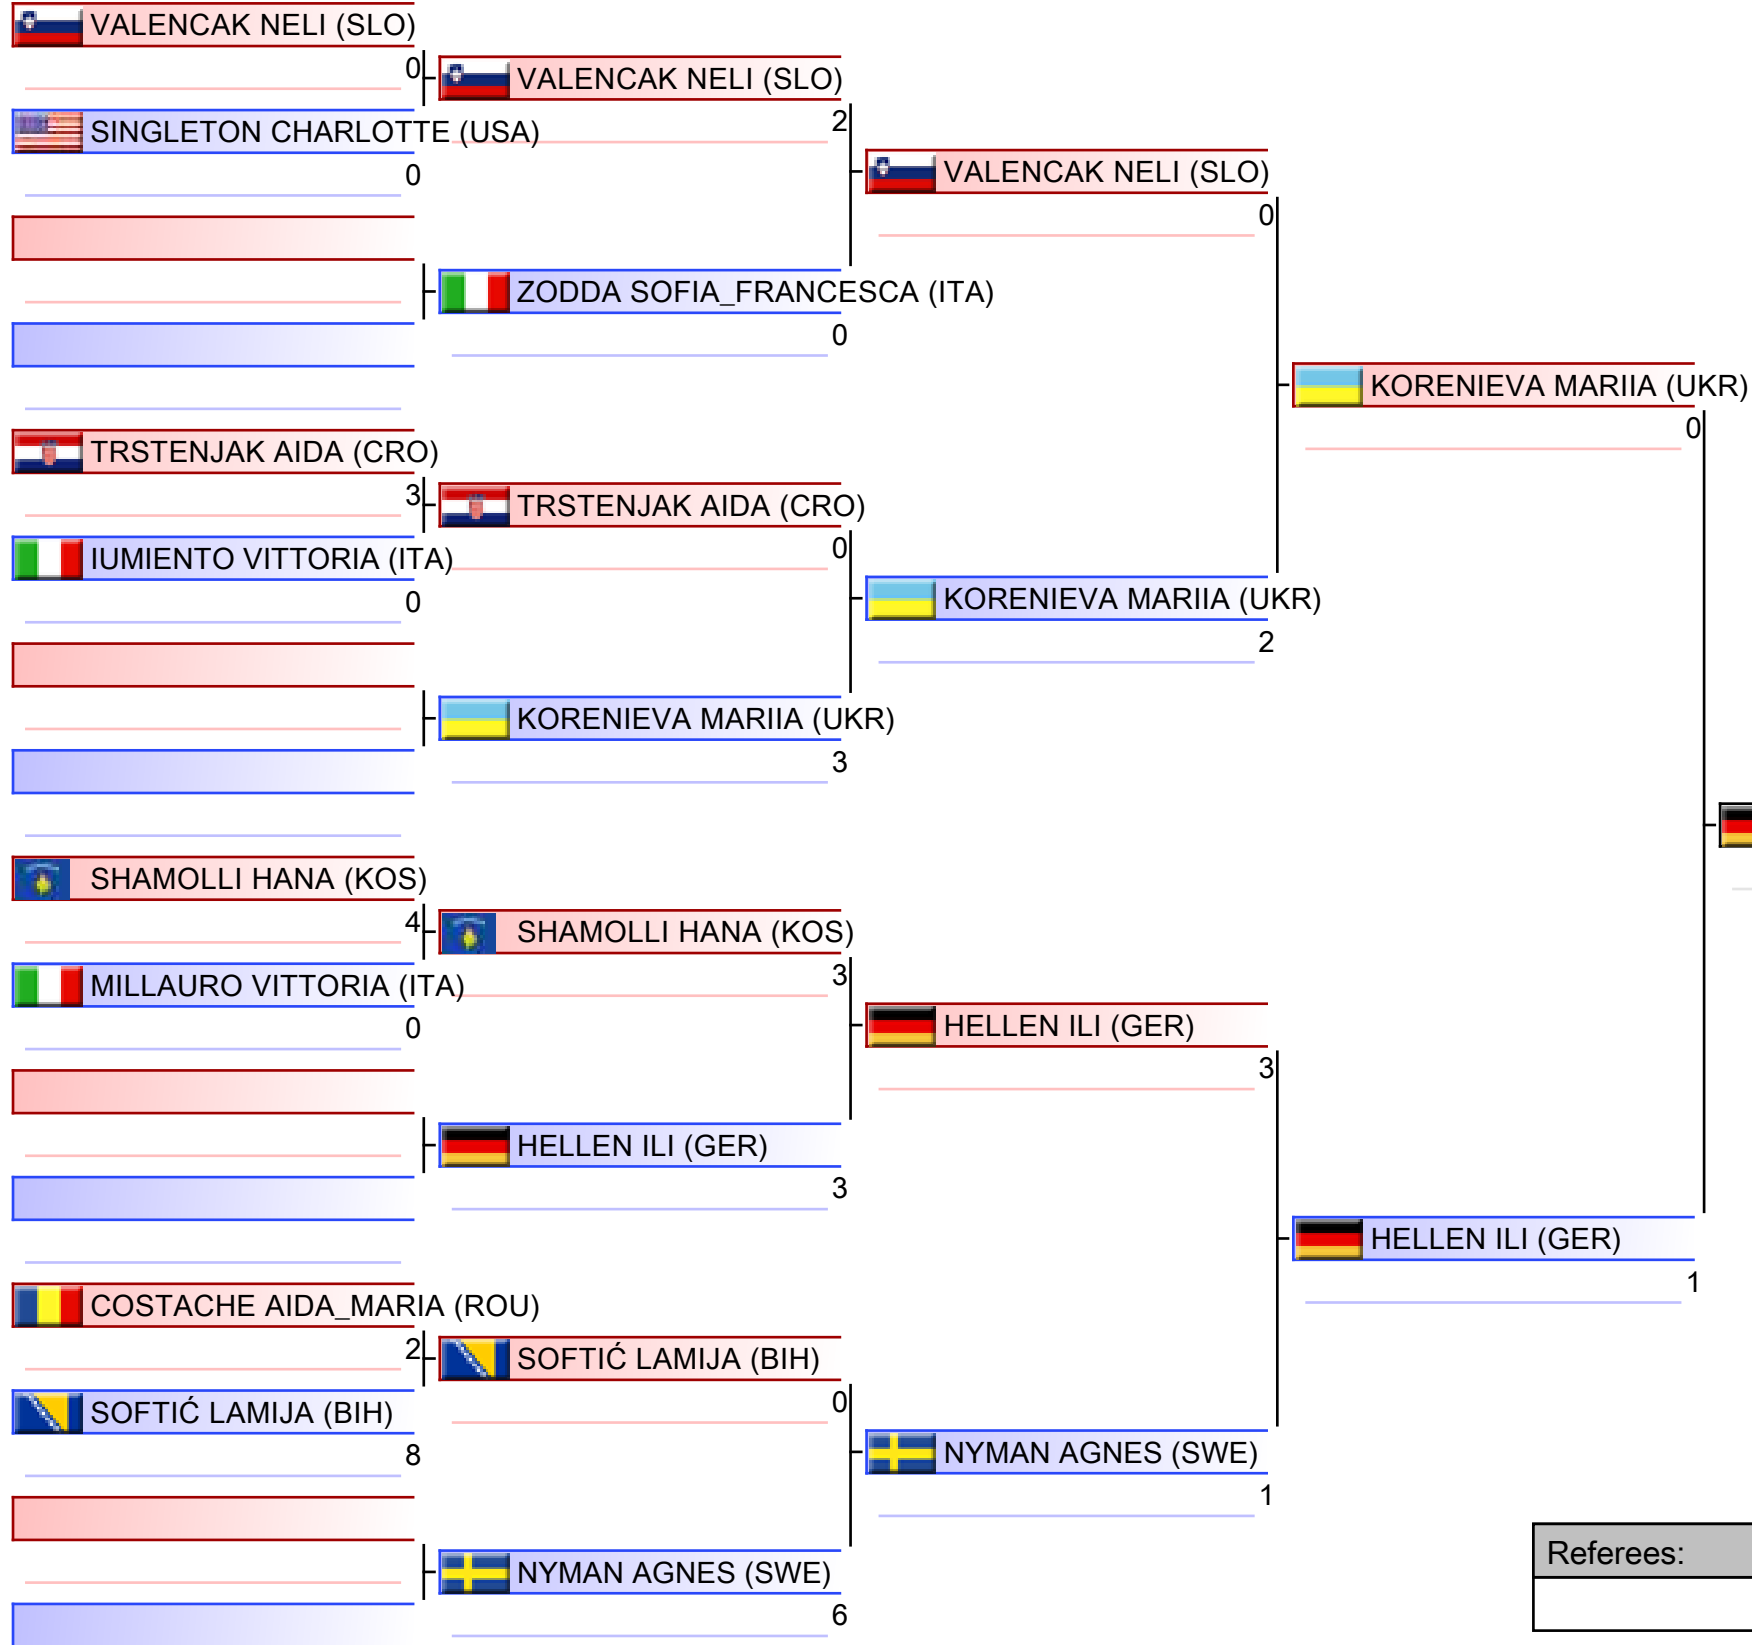 VALENCAK NELI (SLO)
0
SINGLETON CHARLOTTE (USA)
0
TRSTENJAK AIDA (CRO)
3
IUMIENTO VITTORIA (ITA)
0
SHAMOLLI HANA (KOS)
4
MILLAURO VITTORIA (ITA)
0
COSTACHE AIDA_MARIA (ROU)
2
SOFTIĆ LAMIJA (BIH)
8
VALENCAK NELI (SLO)
2
ZODDA SOFIA_FRANCESCA (ITA)
0
TRSTENJAK AIDA (CRO)
0
KORENIEVA MARIIA (UKR)
3
SHAMOLLI HANA (KOS)
3
HELLEN ILI (GER)
3
SOFTIĆ LAMIJA (BIH)
0
NYMAN AGNES (SWE)
6
VALENCAK NELI (SLO)
0
KORENIEVA MARIIA (UKR)
2
HELLEN ILI (GER)
3
NYMAN AGNES (SWE)
1
KORENIEVA MARIIA (UKR)
0
HELLEN ILI (GER)
1
Referees: